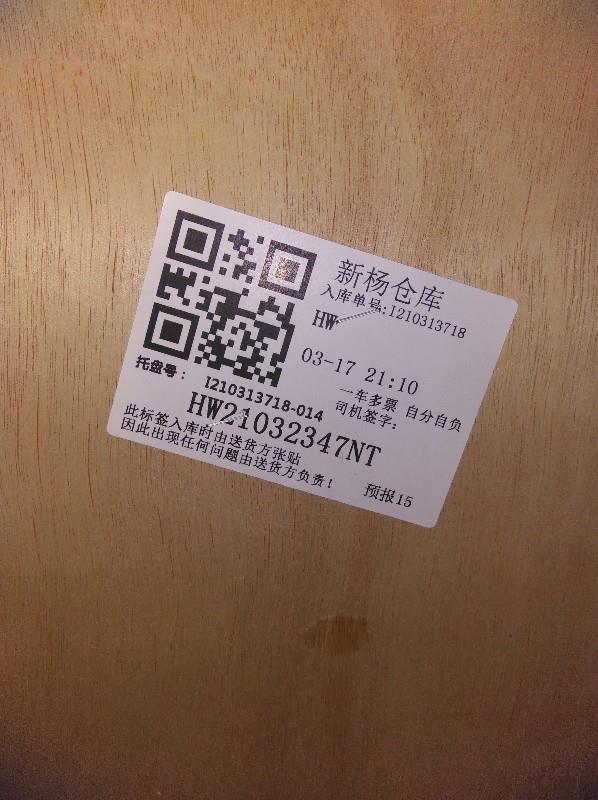 新杨仓库
入库单号:I210313718
HW
03-17 21:10
一车多票 自分自负
司机签字:
托盘号: I210313718-014
HW21032347NT
此标签入库时由送货方张贴
因此出现任何问题由送货方负责!
预报15